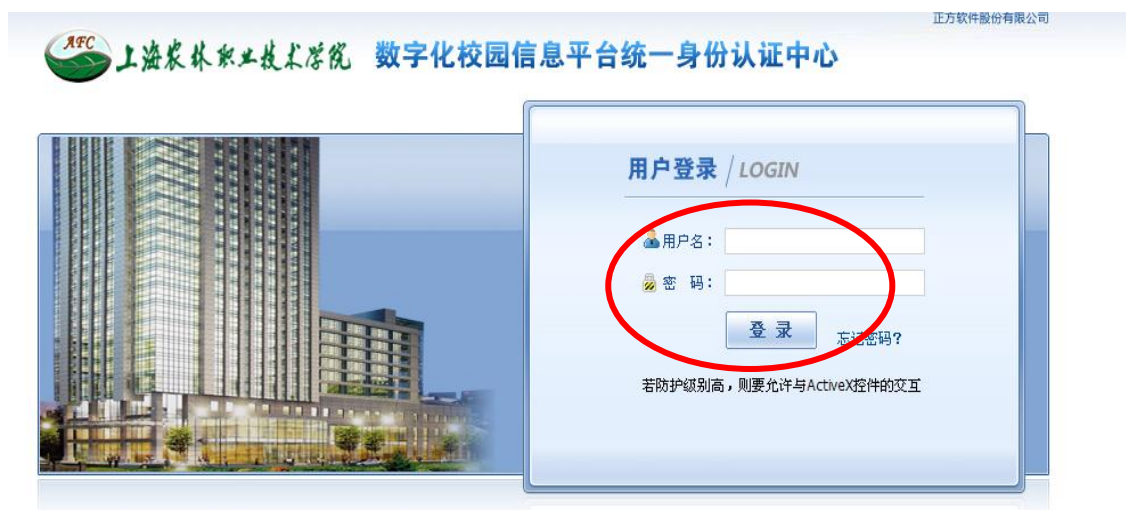 正方软件股份有限公司
AFC 上海农林职业技术学院 数字化校园信息平台统一身份认证中心
用户登录 / LOGIN
用户名：
密 码：
登 录
忘记密码?
若防护级别高，则要允许与ActiveX控件的交互